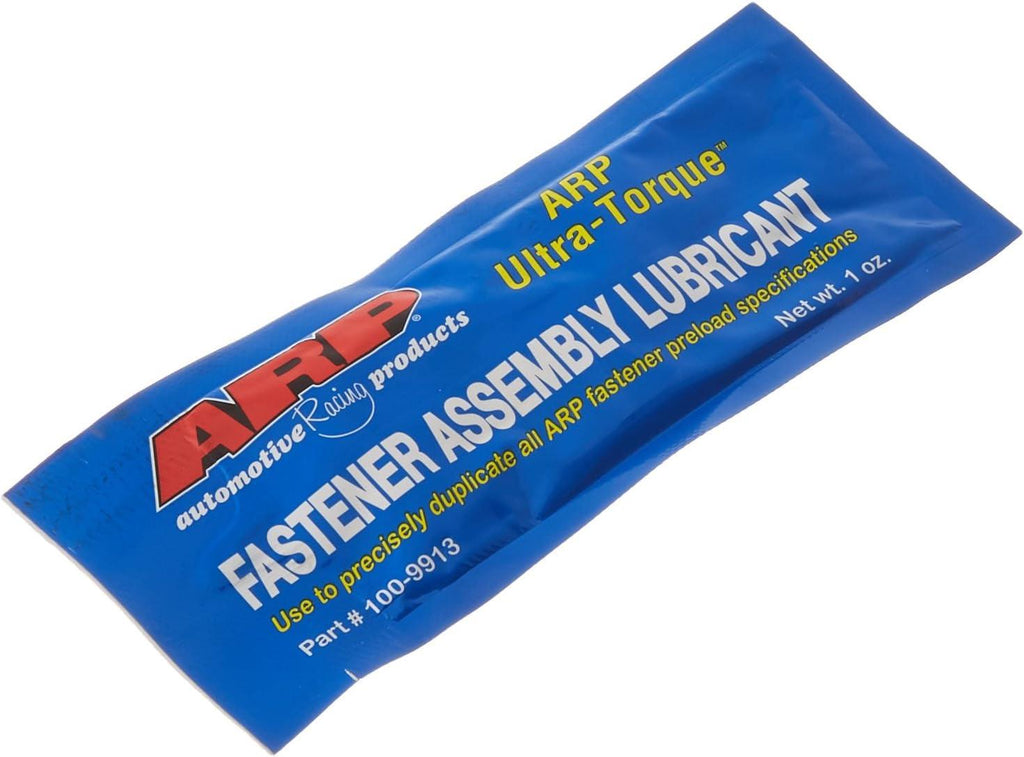 ARP®
automotive Racing products
ARP
Ultra-Torque™
FASTENER ASSEMBLY LUBRICANT
Use to precisely duplicate all ARP fastener preload specifications
Part # 100-9913
Net wt. 1 oz.